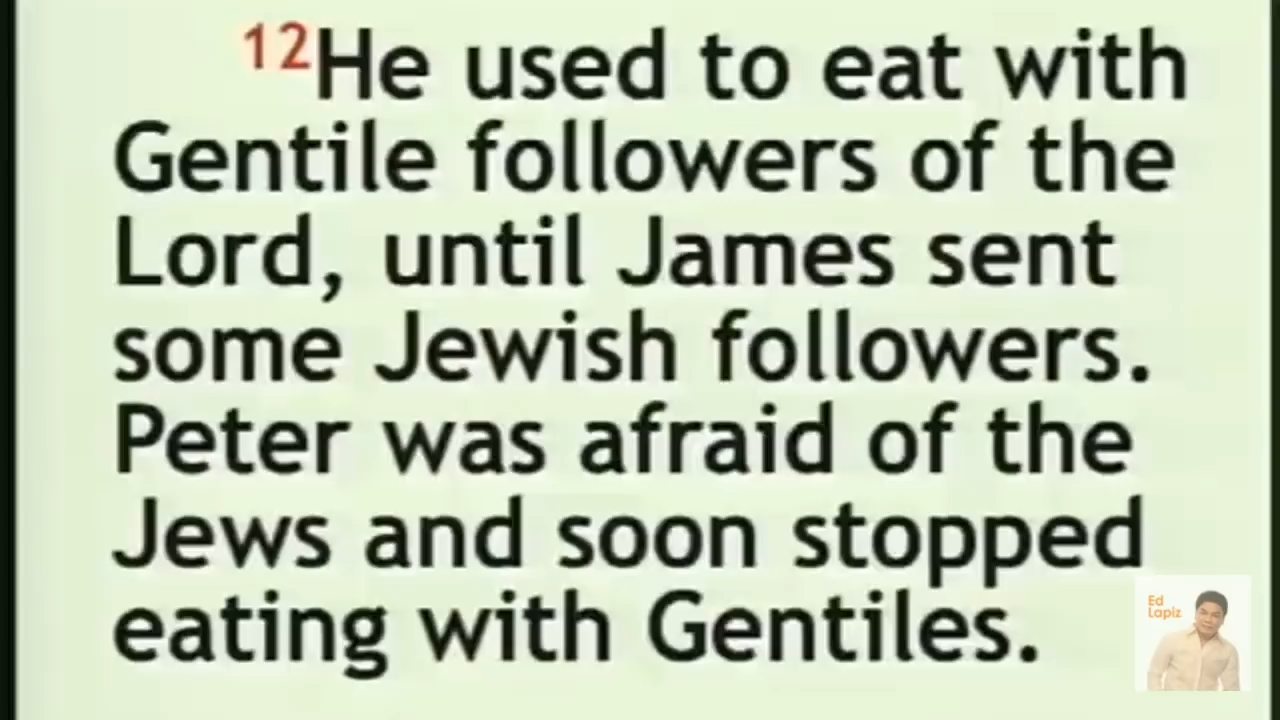 12He used to eat with
Gentile followers of the
Lord, until James sent
some Jewish followers.
Peter was afraid of the
Jews and soon stopped
eating with Gentiles.
Ed
Lapiz